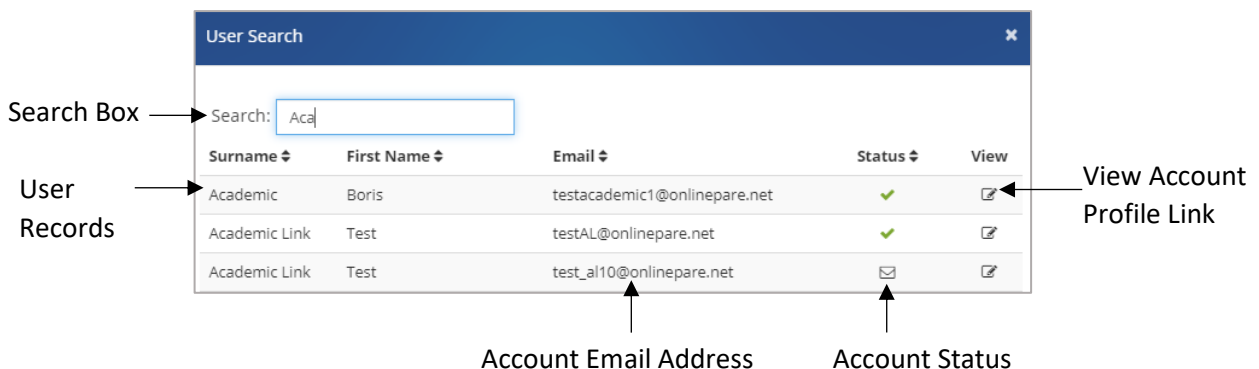 User Search
Search Box
Search: Aca
Surname First Name Email Status View
User Records
Academic Boris testacademic1@onlinepare.net
View Account Profile Link
Academic Link Test testAL@onlinepare.net
Academic Link Test test_al10@onlinepare.net
Account Email Address
Account Status